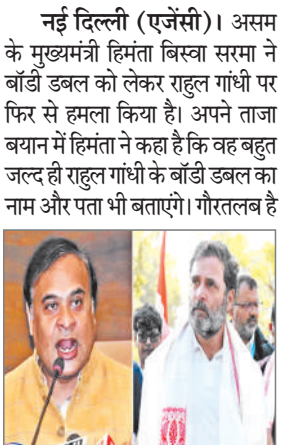 नई दिल्ली (एजेंसी)। असम
के मुख्यमंत्री हिमंता बिस्वा सरमा ने
बॉडी डबल को लेकर राहुल गांधी पर
फिर से हमला किया है। अपने ताजा
बयान में हिमंता ने कहा है कि वह बहुत
जल्द ही राहुल गांधी के बॉडी डबल का
नाम और पता भी बताएंगे। गौरतलब है